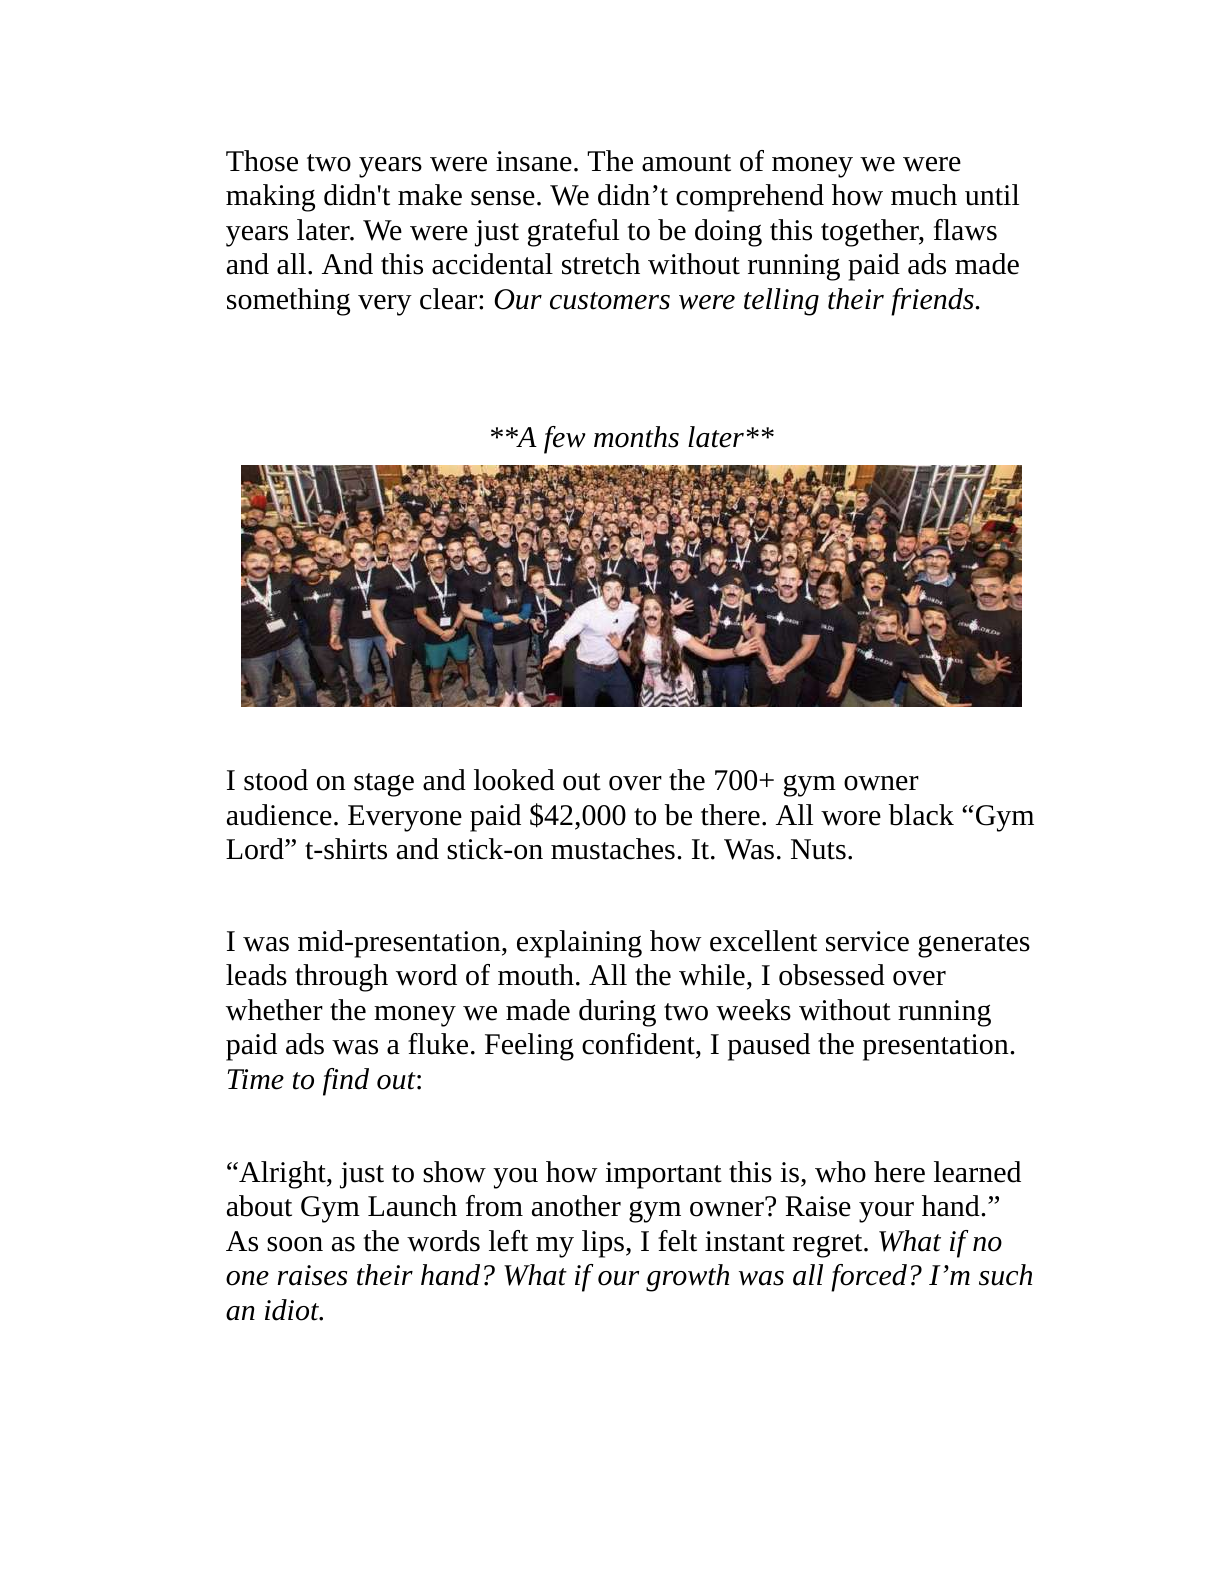 Those two years were insane. The amount of money we were
making didn't make sense. We didn’t comprehend how much until
years later. We were just grateful to be doing this together, flaws
and all. And this accidental stretch without running paid ads made
something very clear: Our customers were telling their friends.
**A few months later**
I stood on stage and looked out over the 700+ gym owner
audience. Everyone paid $42,000 to be there. All wore black “Gym
Lord” t-shirts and stick-on mustaches. It. Was. Nuts.
I was mid-presentation, explaining how excellent service generates
leads through word of mouth. All the while, I obsessed over
whether the money we made during two weeks without running
paid ads was a fluke. Feeling confident, I paused the presentation.
Time to find out:
“Alright, just to show you how important this is, who here learned
about Gym Launch from another gym owner? Raise your hand.”
As soon as the words left my lips, I felt instant regret. What if no
one raises their hand? What if our growth was all forced? I’m such
an idiot.